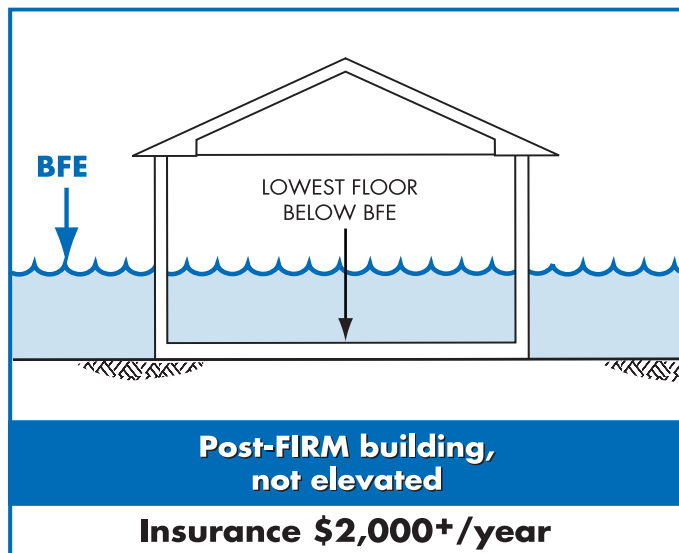 BFE
LOWEST FLOOR
BELOW BFE
Post-FIRM building,
not elevated
Insurance $2,000+/year